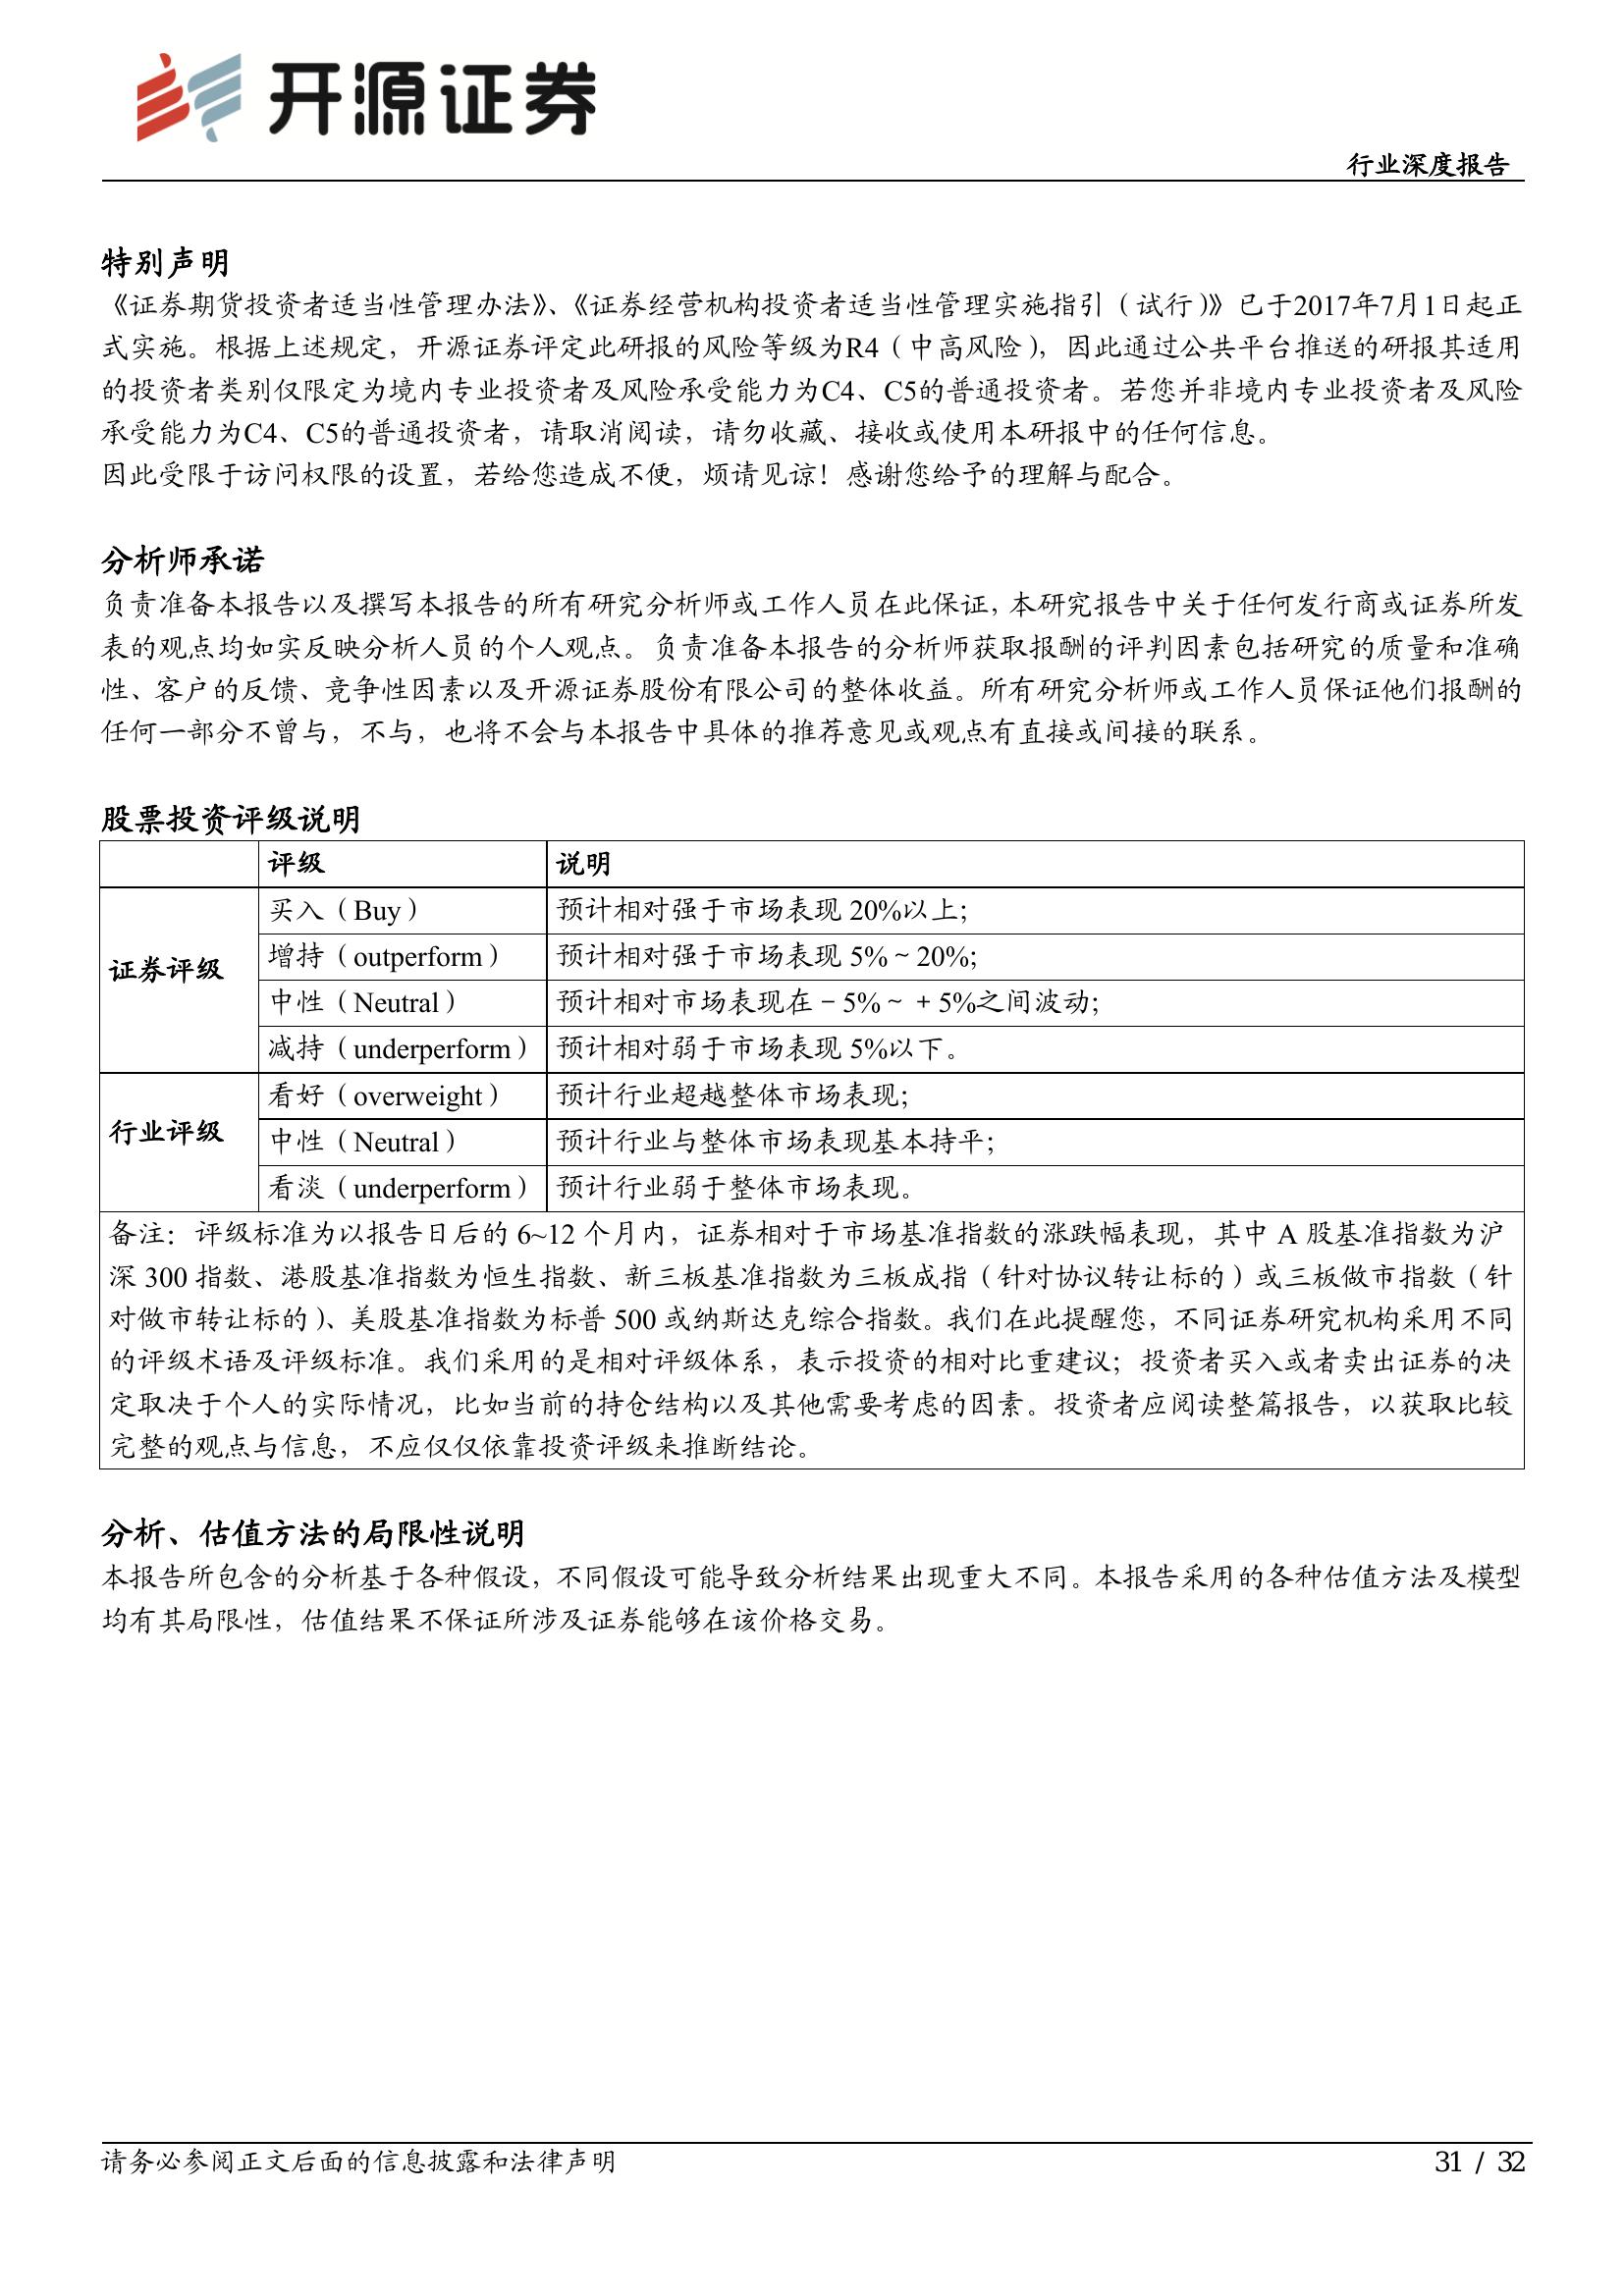 开源证券
行业深度报告
特别声明
《证券期货投资者适当性管理办法》、《证券经营机构投资者适当性管理实施指引（试行）》已于2017年7月1日起正
式实施。根据上述规定，开源证券评定此研报的风险等级为R4（中高风险），因此通过公共平台推送的研报其适用
的投资者类别仅限定为境内专业投资者及风险承受能力为C4、C5的普通投资者。若您并非境内专业投资者及风险
承受能力为C4、C5的普通投资者，请取消阅读，请勿收藏、接收或使用本研报中的任何信息。
因此受限于访问权限的设置，若给您造成不便，烦请见谅！感谢您给予的理解与配合。
分析师承诺
负责准备本报告以及撰写本报告的所有研究分析师或工作人员在此保证，本研究报告中关于任何发行商或证券所发
表的观点均如实反映分析人员的个人观点。负责准备本报告的分析师获取报酬的评判因素包括研究的质量和准确
性、客户的反馈、竞争性因素以及开源证券股份有限公司的整体收益。所有研究分析师或工作人员保证他们报酬的
任何一部分不曾与，不与，也将不会与本报告中具体的推荐意见或观点有直接或间接的联系。
股票投资评级说明
评级 说明
证券评级
买入（Buy） 预计相对强于市场表现 20%以上；
增持（outperform） 预计相对强于市场表现 5%～20%；
中性（Neutral） 预计相对市场表现在－5%～＋5%之间波动；
减持（underperform） 预计相对弱于市场表现 5%以下。
行业评级
看好（overweight） 预计行业超越整体市场表现；
中性（Neutral） 预计行业与整体市场表现基本持平；
看淡（underperform） 预计行业弱于整体市场表现。
备注：评级标准为以报告日后的 6~12 个月内，证券相对于市场基准指数的涨跌幅表现，其中 A 股基准指数为沪
深 300 指数、港股基准指数为恒生指数、新三板基准指数为三板成指（针对协议转让标的）或三板做市指数（针
对做市转让标的）、美股基准指数为标普 500 或纳斯达克综合指数。我们在此提醒您，不同证券研究机构采用不同
的评级术语及评级标准。我们采用的是相对评级体系，表示投资的相对比重建议；投资者买入或者卖出证券的决
定取决于个人的实际情况，比如当前的持仓结构以及其他需要考虑的因素。投资者应阅读整篇报告，以获取比较
完整的观点与信息，不应仅仅依靠投资评级来推断结论。
分析、估值方法的局限性说明
本报告所包含的分析基于各种假设，不同假设可能导致分析结果出现重大不同。本报告采用的各种估值方法及模型
均有其局限性，估值结果不保证所涉及证券能够在该价格交易。
请务必参阅正文后面的信息披露和法律声明
31 / 32